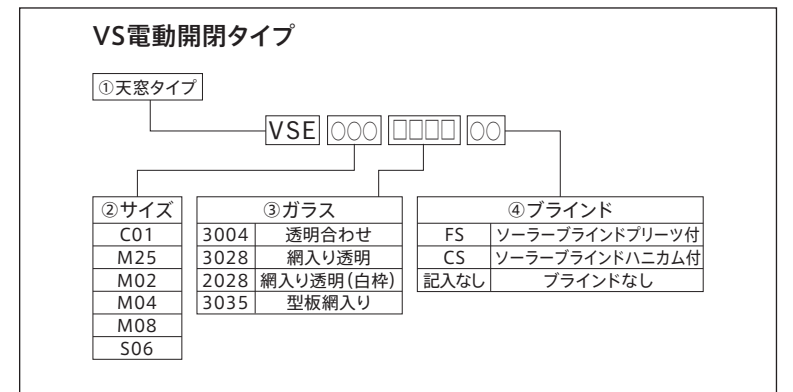 VS電動開閉タイプ
①天窓タイプ
VSE ○○○ □□□□ ○○
②サイズ
C01
M25
M02
M04
M08
S06
③ガラス
3004 透明合わせ
3028 網入り透明
2028 網入り透明(白枠)
3035 型板網入り
④ブラインド
FS ソーラーブラインドプリーツ付
CS ソーラーブラインドハニカム付
記入なし ブラインドなし